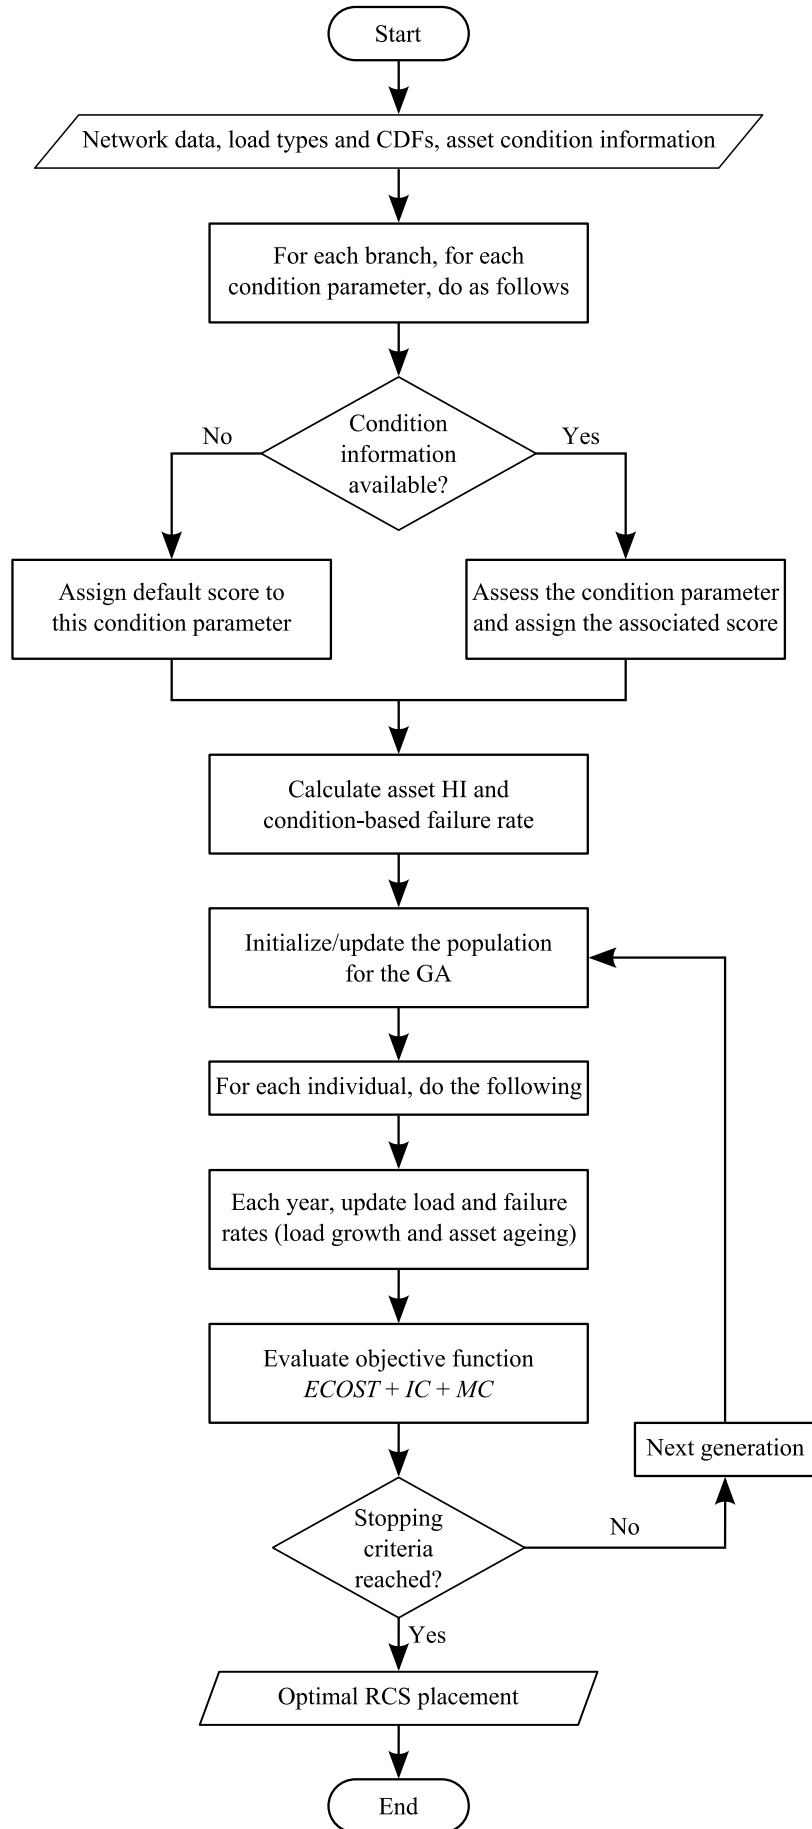 Start
Network data, load types and CDFs, asset condition information
For each branch, for each
condition parameter, do as follows
Condition
information
available?
No
Yes
Assign default score to
this condition parameter
Assess the condition parameter
and assign the associated score
Calculate asset HI and
condition-based failure rate
Initialize/update the population
for the GA
For each individual, do the following
Each year, update load and failure
rates (load growth and asset ageing)
Evaluate objective function
ECOST + IC + MC
Next generation
Stopping
criteria
reached?
No
Yes
Optimal RCS placement
End